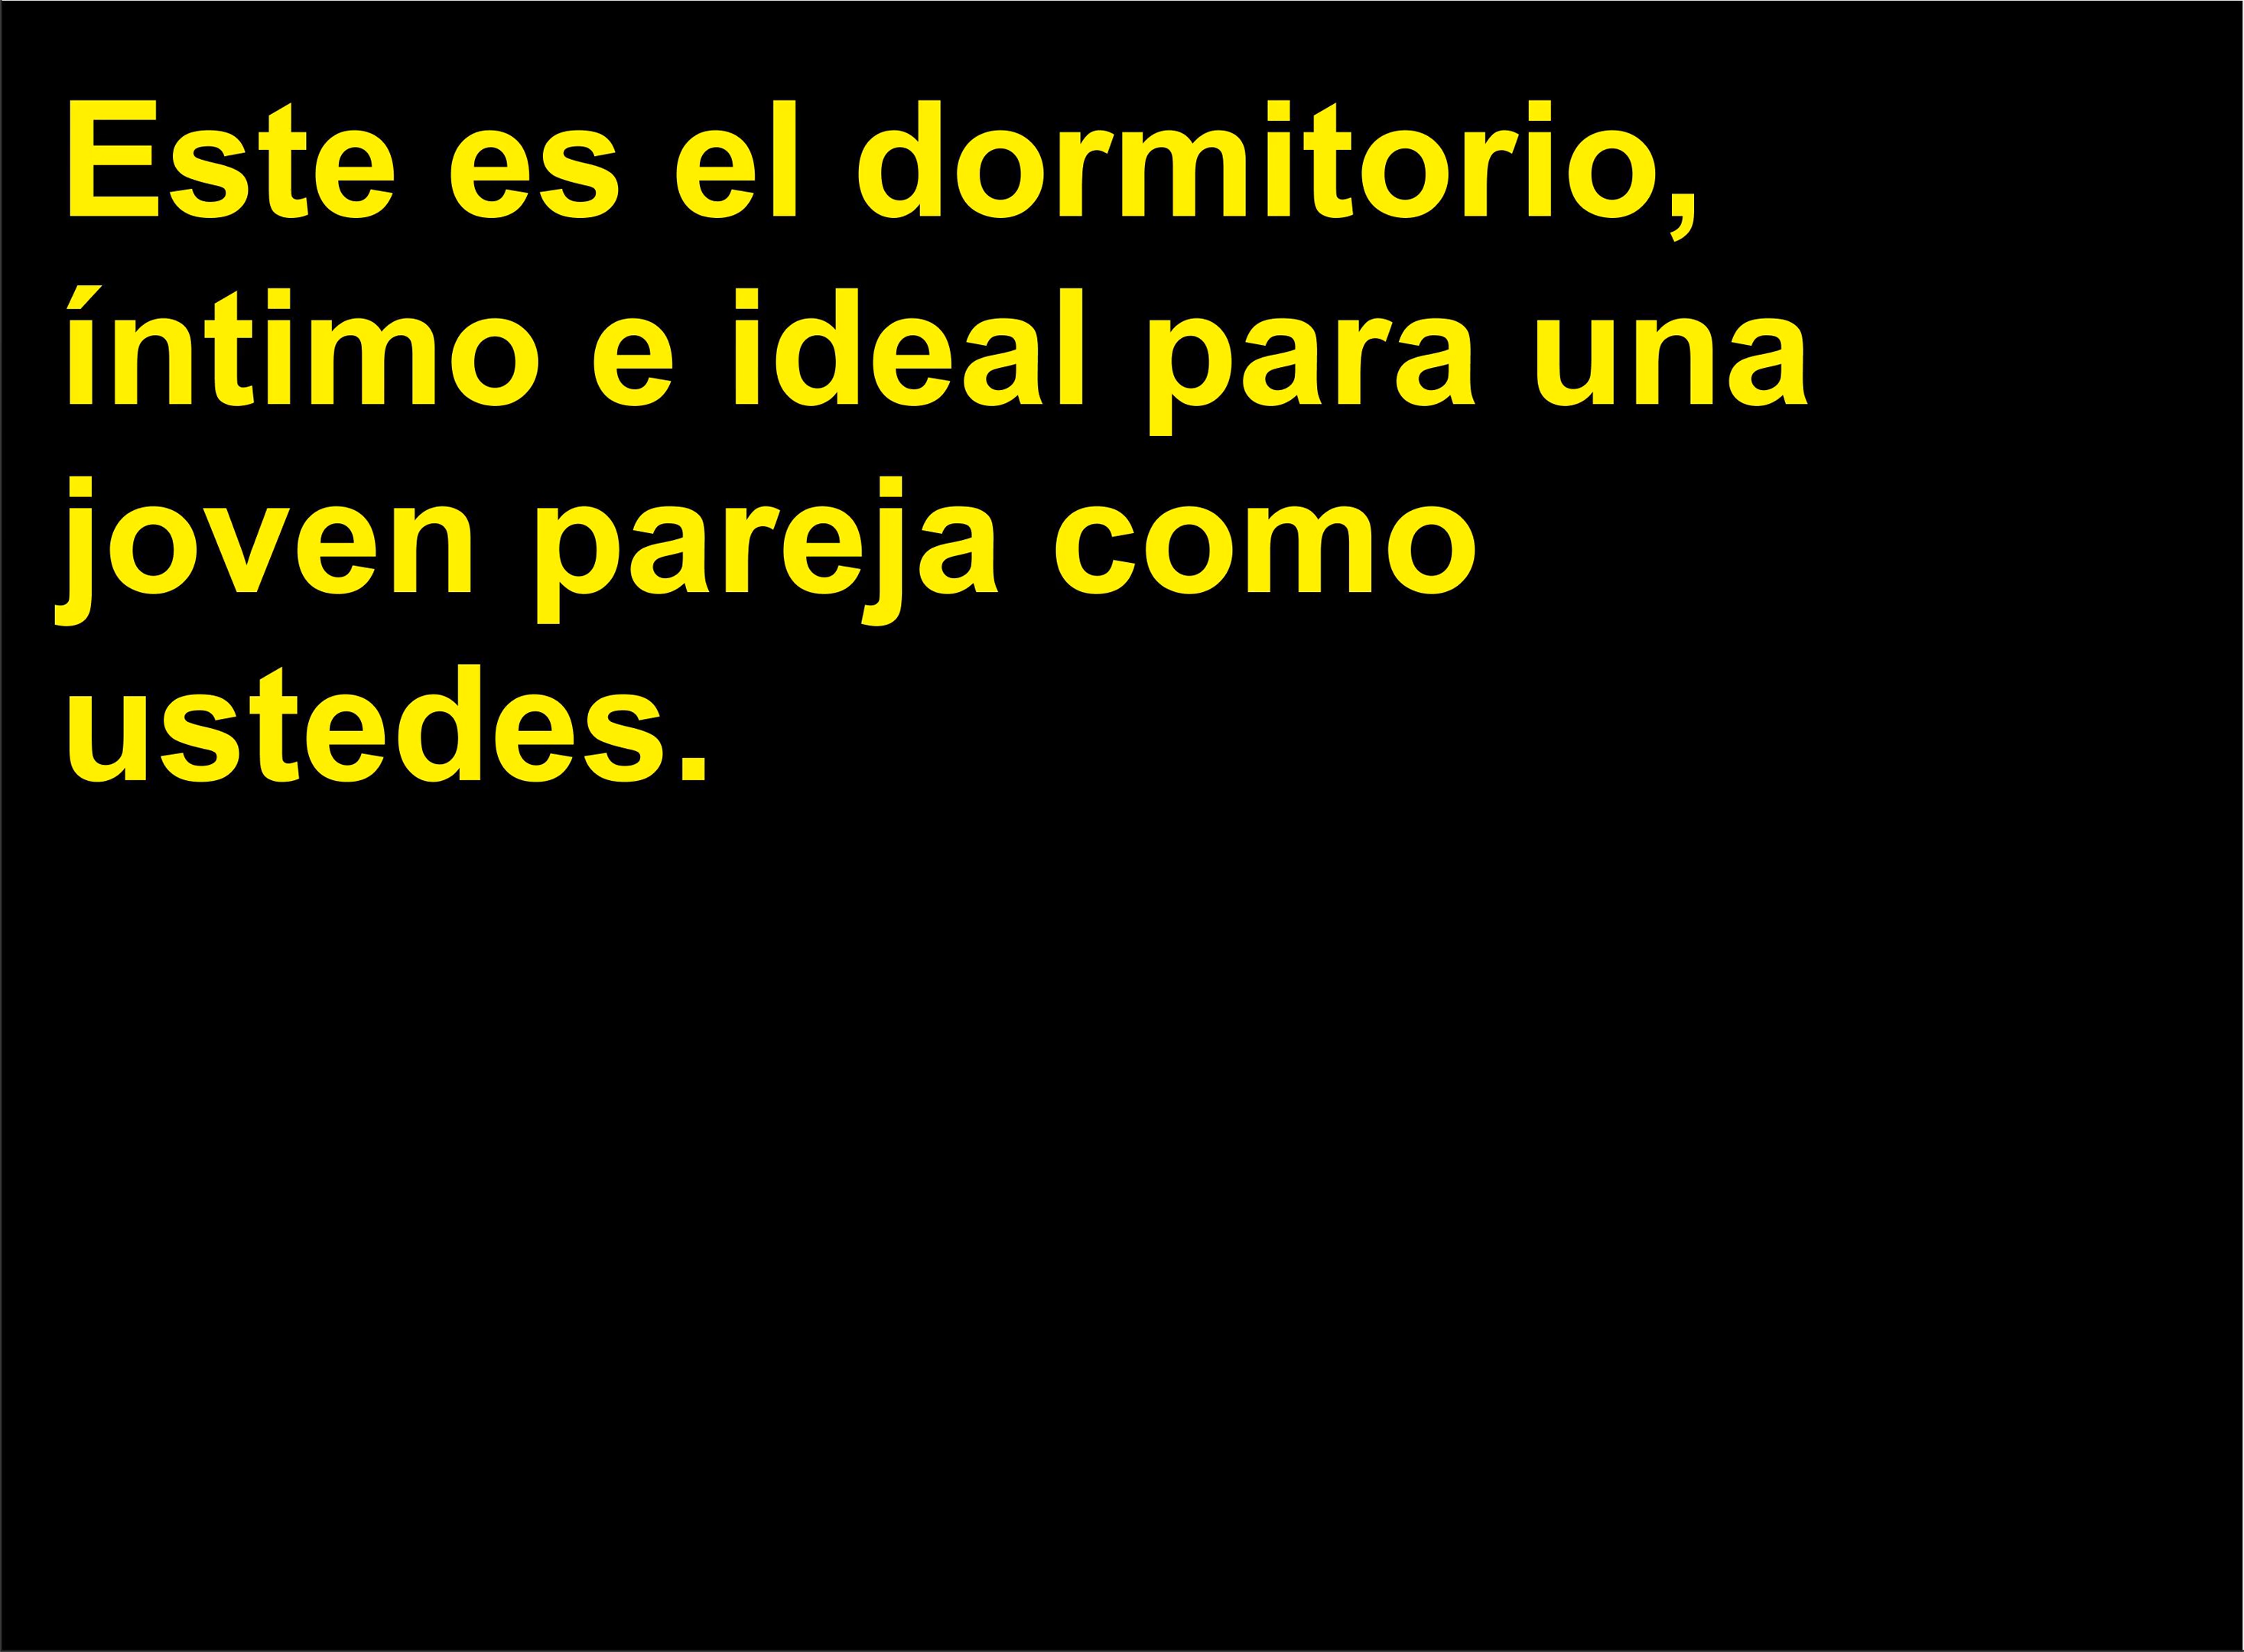 Este es el dormitorio,
íntimo e ideal para una
joven pareja como
ustedes.